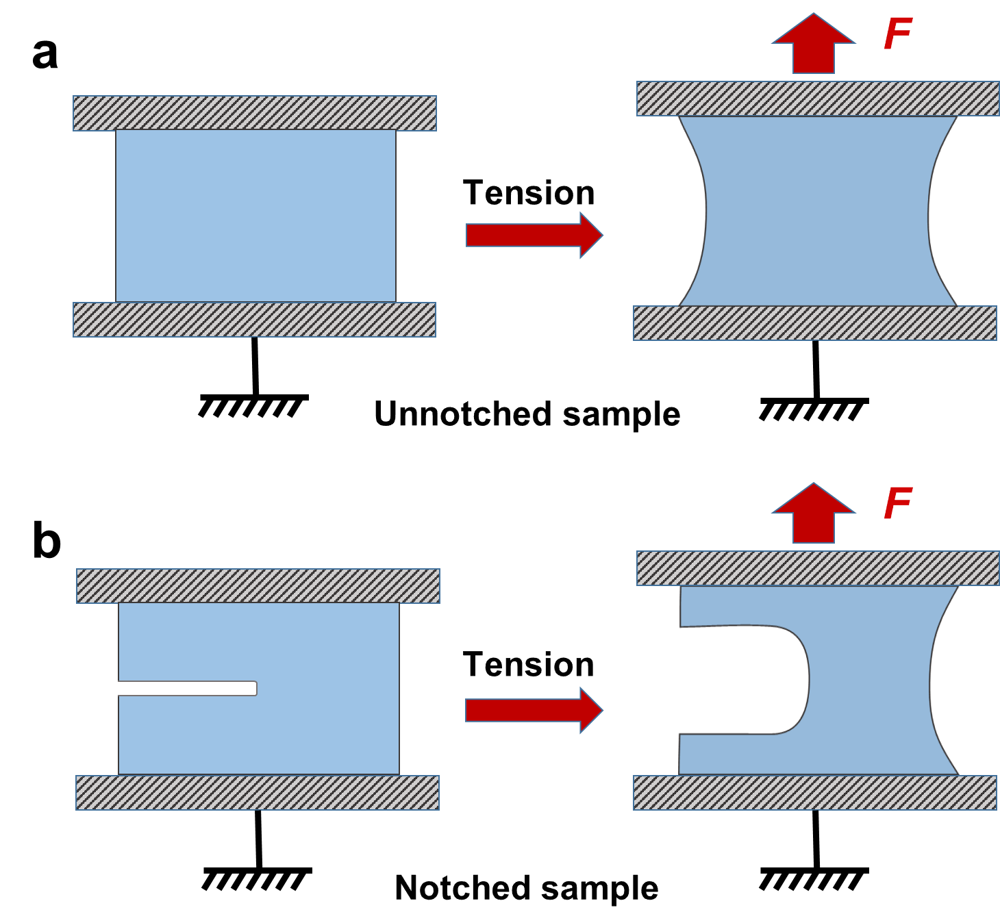 a
F
Tension
Unnotched sample
F
b
Tension
Notched sample